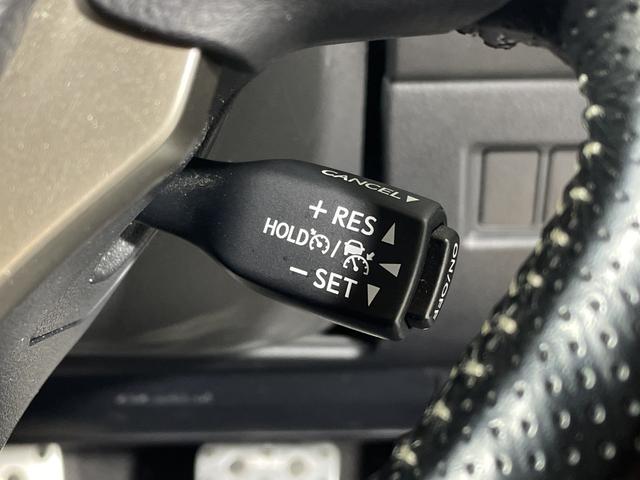 CANCEL
+ RES
HOLD /
− SET
ON/OFF